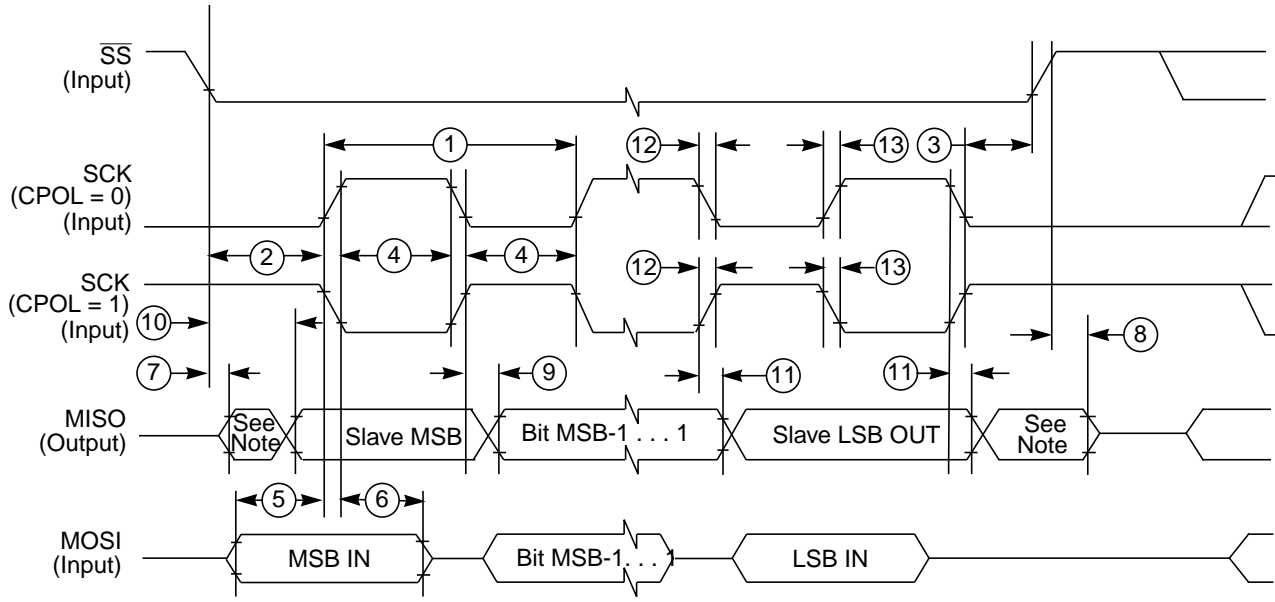 SS
(Input)
1
12
13
3
SCK
(CPOL = 0)
(Input)
2
4
4
12
13
SCK
(CPOL = 1)
(Input)
10
8
7
9
11
11
MISO
(Output)
See
Note
Slave MSB
Bit MSB-1 . . . 1
Slave LSB OUT
See
Note
5
6
MOSI
(Input)
MSB IN
Bit MSB-1. . . 1
LSB IN